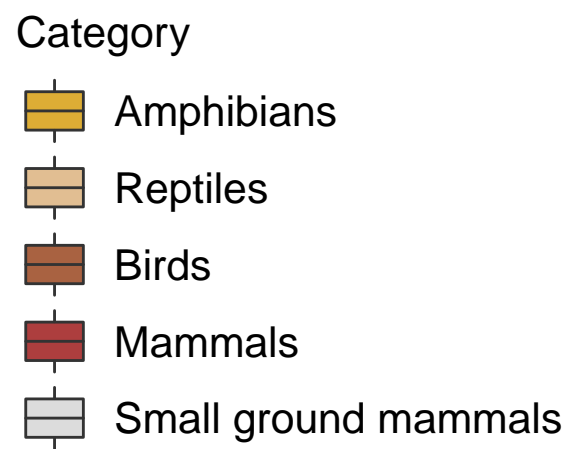 Category
Amphibians
Reptiles
Birds
Mammals
Small ground mammals